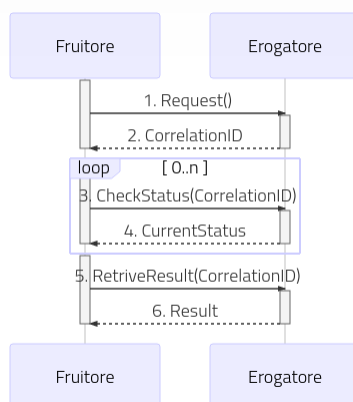 Fruitore Erogatore
1. Request()
2. CorrelationID
loop [ 0..n ]
3. CheckStatus(CorrelationID)
4. CurrentStatus
5. RetriveResult(CorrelationID)
6. Result
Fruitore Erogatore